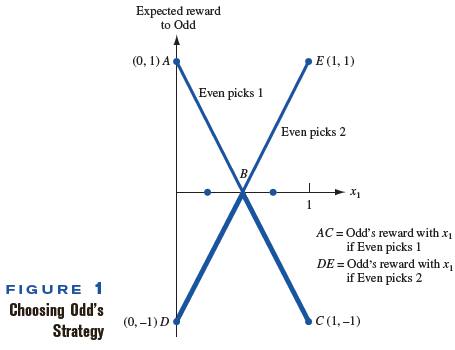 Expected reward
to Odd
(0, 1) A
E (1, 1)
Even picks 1
Even picks 2
B
x₁
1
AC = Odd's reward with x₁
if Even picks 1
DE = Odd's reward with x₁
if Even picks 2
FIGURE 1
Choosing Odd's
Strategy
(0, –1) D
C (1, –1)